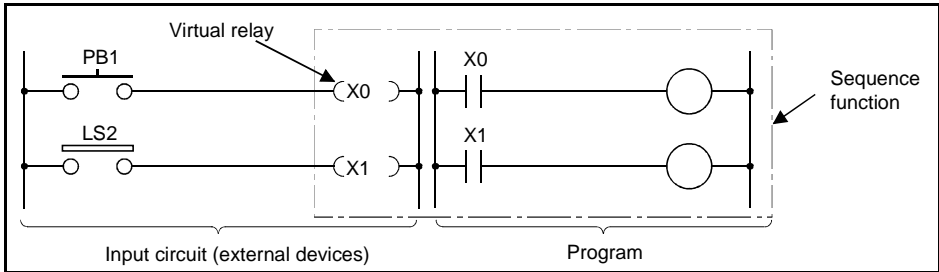 Virtual relay
PB1
X0
X0
Sequence
function
LS2
X1
X1
Input circuit (external devices)
Program